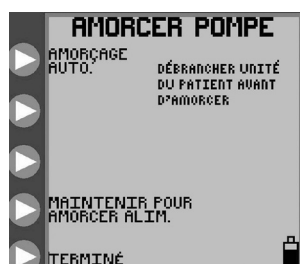 AMORCER POMPE
AMORÇAGE
AUTO.
DÉBRANCHER UNITÉ
DU PATIENT AVANT
D'AMORCER
MAINTENIR POUR
AMORCER ALIM.
TERMINÉ